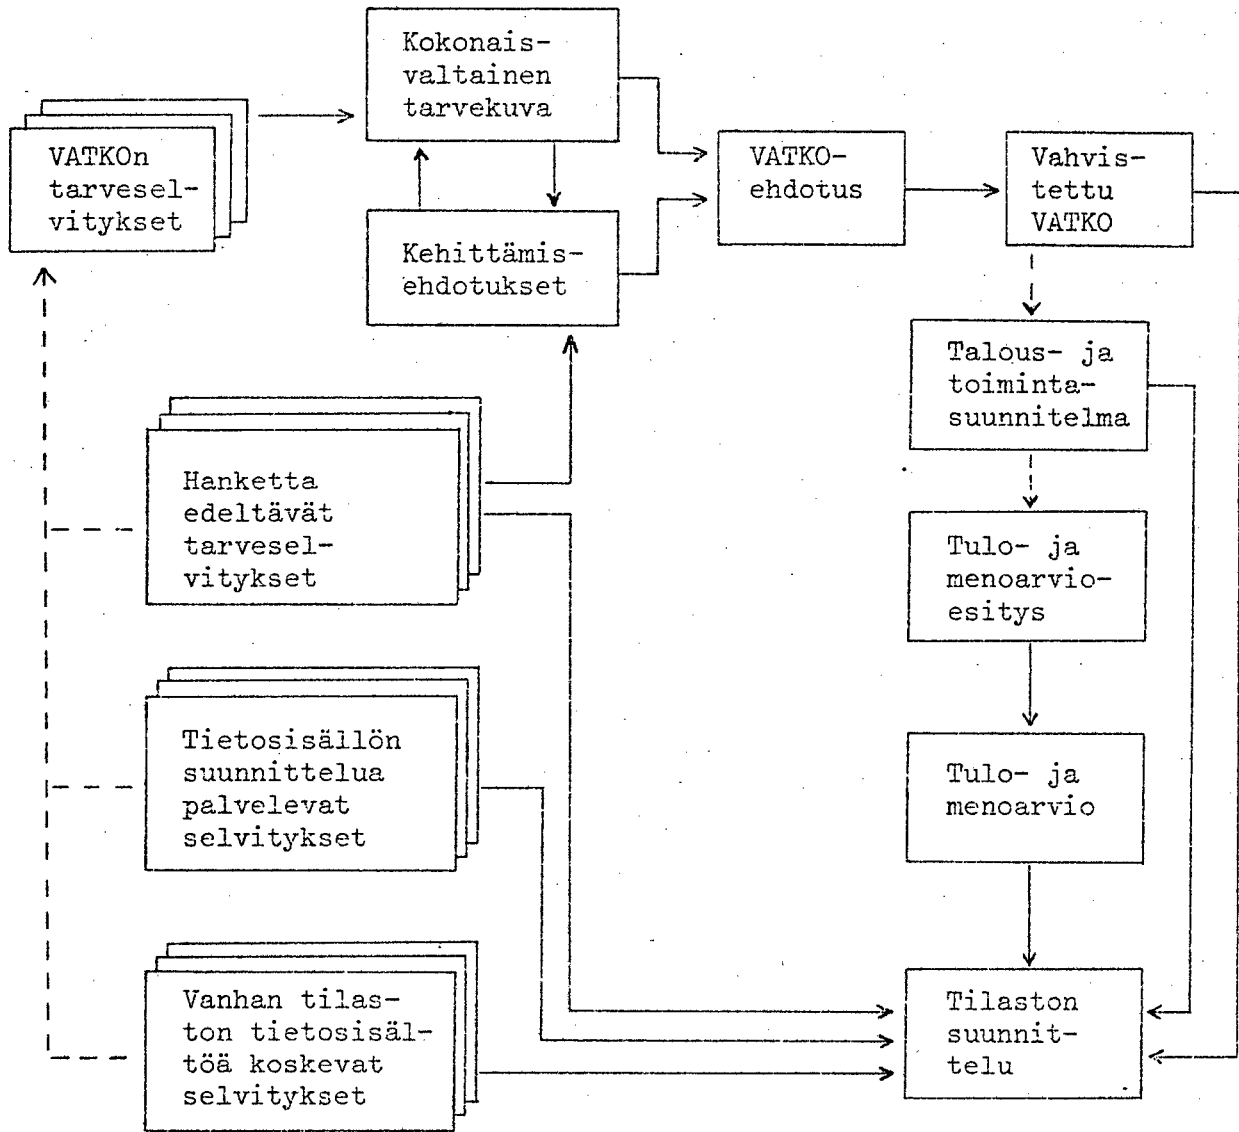 Kokonais-
valtainen
tarvekuva
VATKOn
tarvesel-
vitykset
Kehittämis-
ehdotukset
VATKO-
ehdotus
Vahvis-
tettu
VATKO
Talous- ja
toiminta-
suunnitelma
Hanketta
edeltävät
tarvesel-
vitykset
Tulo- ja
menoarvio-
esitys
Tietosisällön
suunnittelua
palvelevat
selvitykset
Tulo- ja
menoarvio
Vanhan tilas-
ton tietosisäl-
töä koskevat
selvitykset
Tilaston
suunnit-
telu